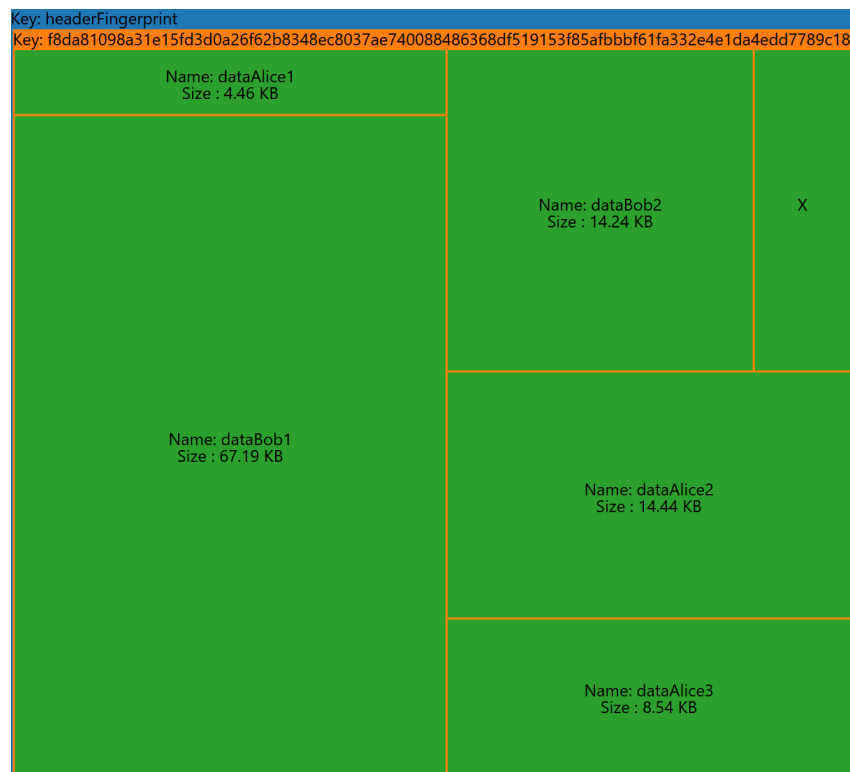 Key: headerFingerprint
Key: f8da81098a31e15fd3d0a26f62b8348ec8037ae740088486368df519153f85afbbbf61fa332e4e1da4edd7789c18
Name: dataAlice1
Size : 4.46 KB
Name: dataBob2
Size : 14.24 KB
X
Name: dataBob1
Size : 67.19 KB
Name: dataAlice2
Size : 14.44 KB
Name: dataAlice3
Size : 8.54 KB